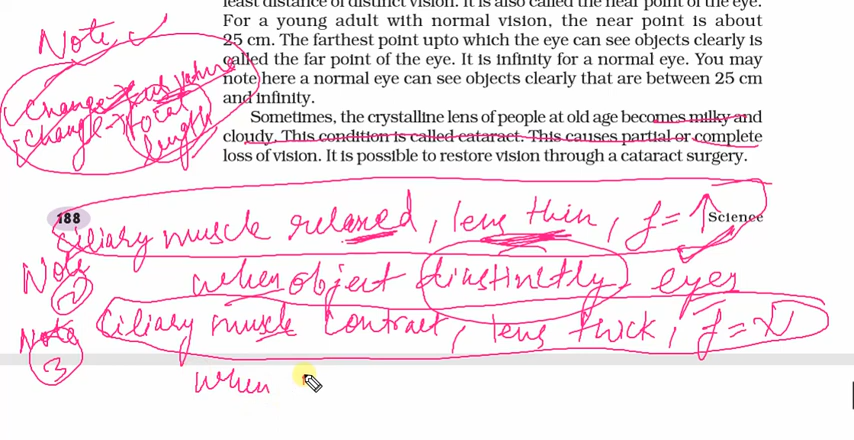 least distance of distinct vision. It is also called the near point of the eye.
For a young adult with normal vision, the near point is about
25 cm. The farthest point upto which the eye can see objects clearly is
called the far point of the eye. It is infinity for a normal eye. You may
note here a normal eye can see objects clearly that are between 25 cm
and infinity.
Sometimes, the crystalline lens of people at old age becomes milky and
cloudy. This condition is called cataract. This causes partial or complete
loss of vision. It is possible to restore vision through a cataract surgery.
Note
Change →
Change → focal
length
188
Science
Ciliary muscle relaxed, lens thin, f = ↑
Note 2
when object diustinctly eyes
Note 3
Ciliary muscle Contract, lens thick, f = ↓
when